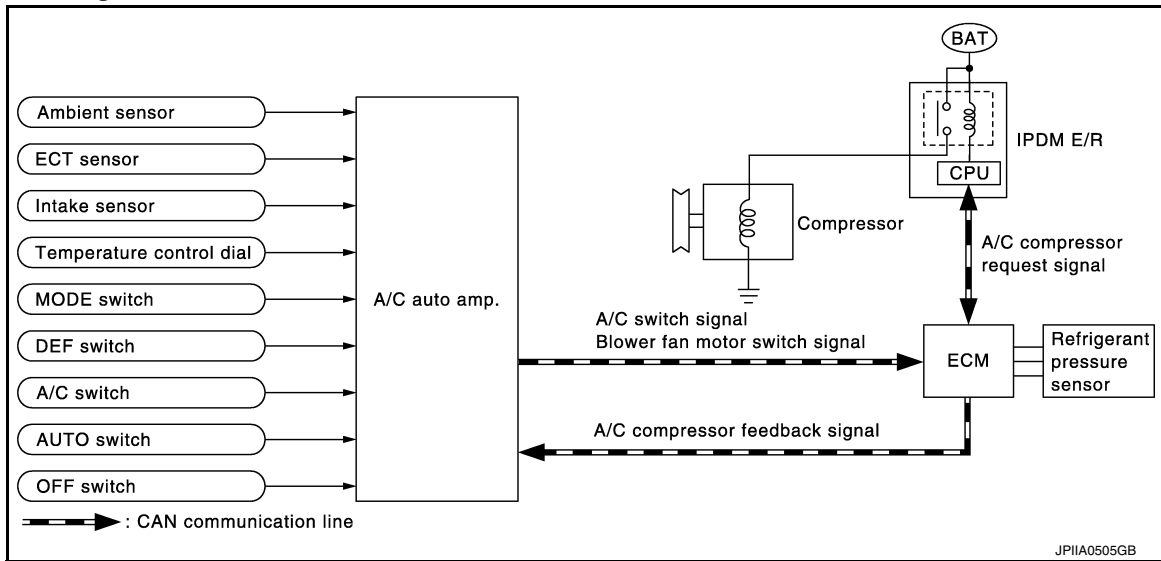 BAT
Ambient sensor
ECT sensor
Intake sensor
Temperature control dial
MODE switch
DEF switch
A/C switch
AUTO switch
OFF switch
A/C auto amp.
IPDM E/R
CPU
Compressor
A/C compressor
request signal
A/C switch signal
Blower fan motor switch signal
ECM
Refrigerant
pressure
sensor
A/C compressor feedback signal
: CAN communication line
JPIIA0505GB